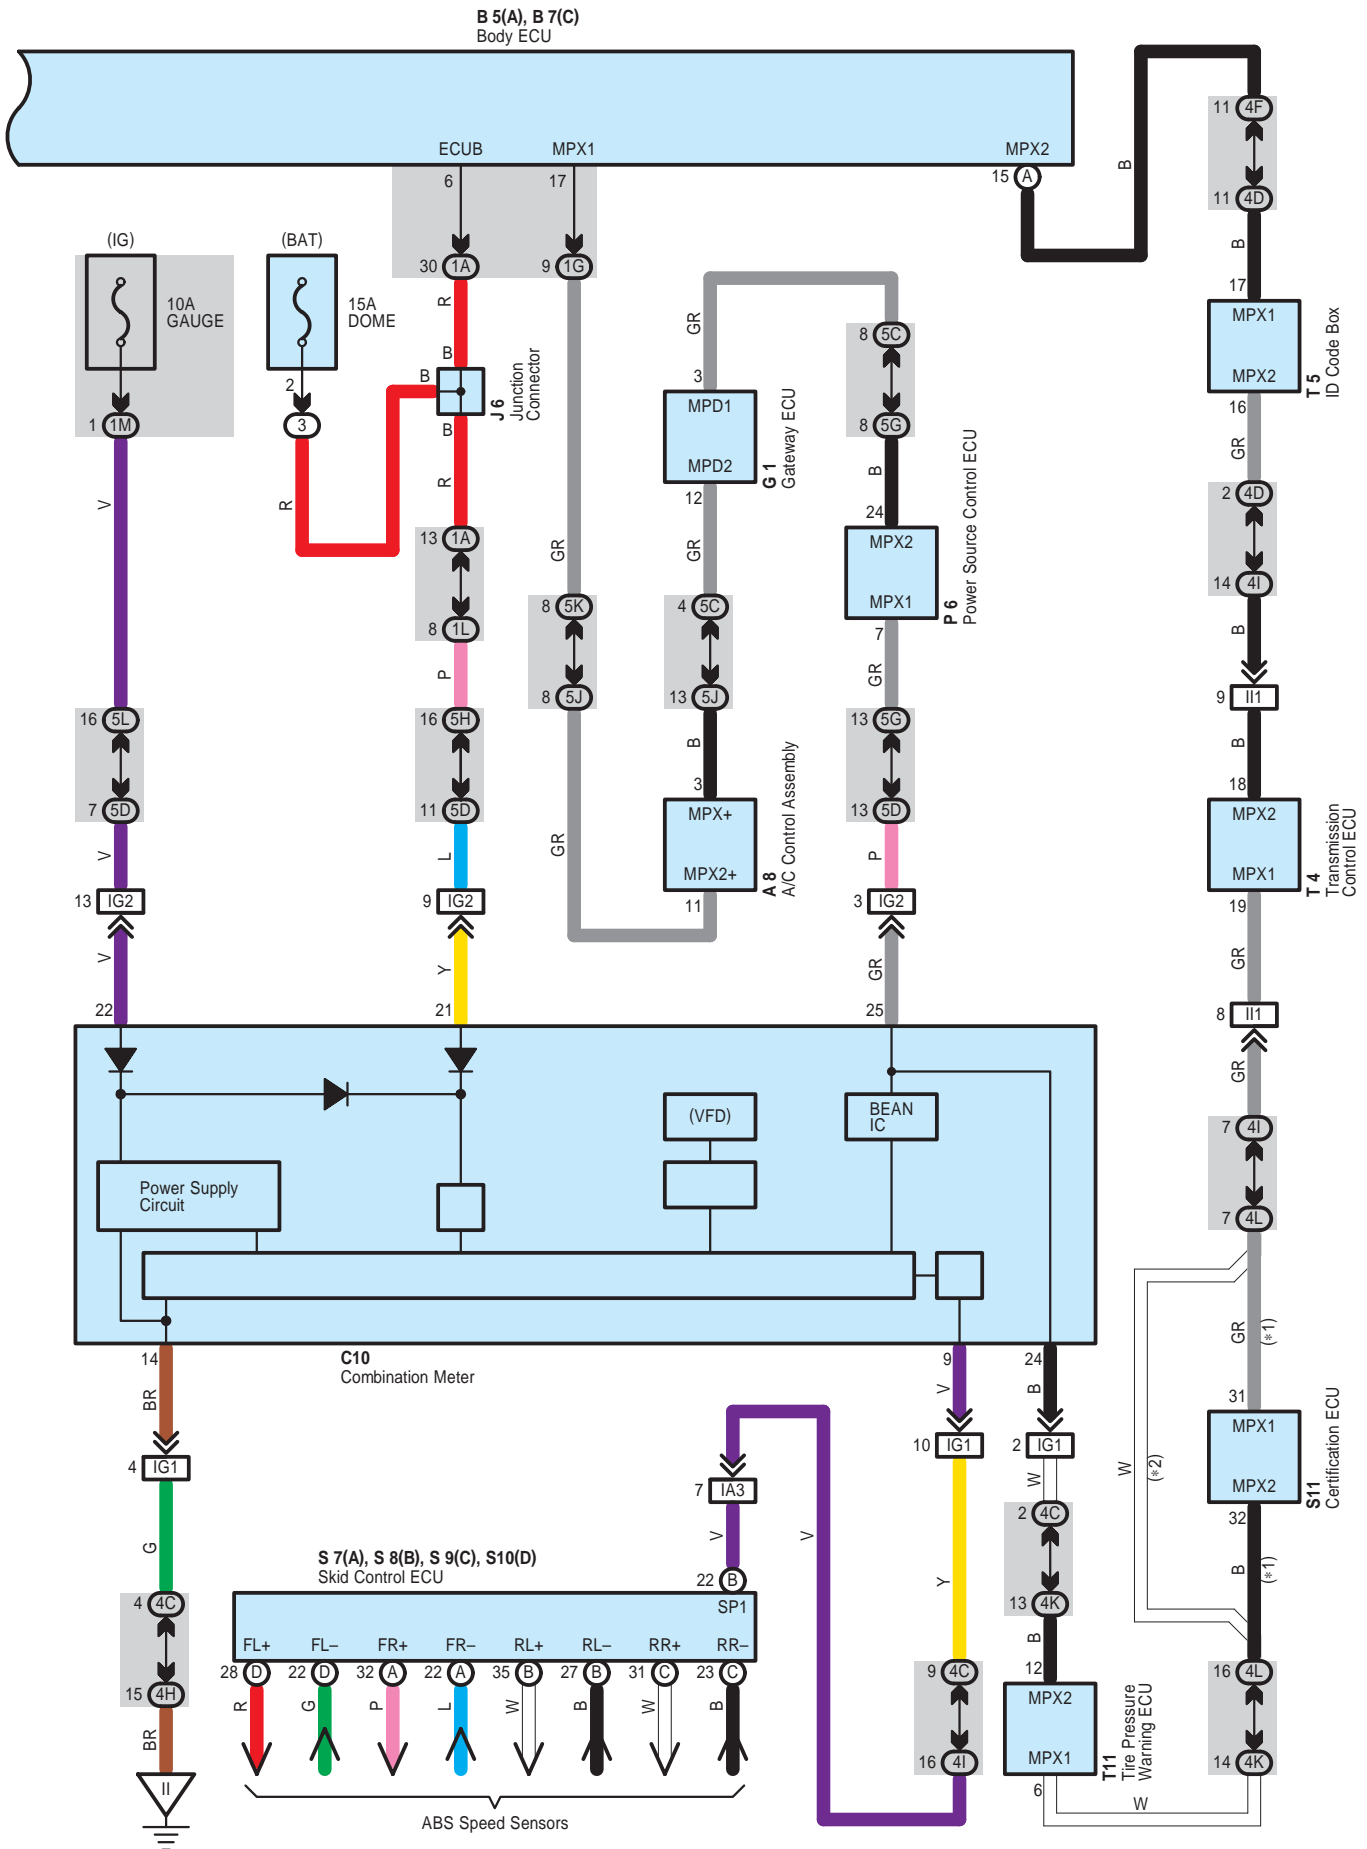 B 5(A), B 7(C)
Body ECU
ECUB
MPX1
MPX2
6
17
15 A
B
11 4F
11 4D
B
17
(IG)
(BAT)
10A
GAUGE
15A
DOME
30 1A
9 1G
R
B
B
B
J 6
Junction
Connector
2
3
1 1M
R
V
R
GR
GR
3
MPD1
MPD2
G 1
Gateway ECU
12
GR
8 5C
8 5G
B
24
MPX2
MPX1
P 6
Power Source Control ECU
7
GR
MPX1
MPX2
T 5
ID Code Box
16
GR
2 4D
14 4I
B
9 II1
B
18
13 1A
8 1L
P
8 5K
8 5J
4 5C
13 5J
B
3
16 5L
7 5D
V
13 IG2
V
22
16 5H
11 5D
L
9 IG2
Y
21
GR
MPX+
MPX2+
A 8
A/C Control Assembly
11
13 5G
13 5D
P
3 IG2
GR
25
MPX2
MPX1
T 4
Transmission
Control ECU
19
GR
8 II1
GR
7 4I
7 4L
(VFD)
BEAN
IC
Power Supply
Circuit
C10
Combination Meter
14
BR
4 IG1
G
4 4C
15 4H
BR
II
9
V
10 IG1
Y
24
B
2 IG1
W
2 4C
13 4K
B
12
GR
(*1)
W
(*2)
31
MPX1
MPX2
S11
Certification ECU
32
B
(*1)
7 IA3
V
V
22 B
S 7(A), S 8(B), S 9(C), S10(D)
Skid Control ECU
SP1
FL+
FL–
FR+
FR–
RL+
RL–
RR+
RR–
28 D
22 D
32 A
22 A
35 B
27 B
31 C
23 C
R
G
P
L
W
B
W
B
ABS Speed Sensors
9 4C
16 4I
MPX2
MPX1
T11
Tire Pressure
Warning ECU
6
W
16 4L
14 4K